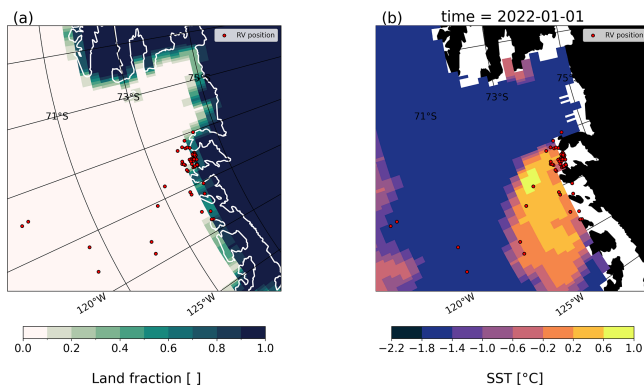 (a)
RV position
75°S
73°S
71°S
120°W
125°W
0.0 0.2 0.4 0.6 0.8 1.0
Land fraction [ ]
(b)
time = 2022-01-01
RV position
75°
73°S
71°S
120°W
125°W
−2.2 −1.8 −1.4 −1.0 −0.6 −0.2 0.2 0.6 1.0
SST [°C]